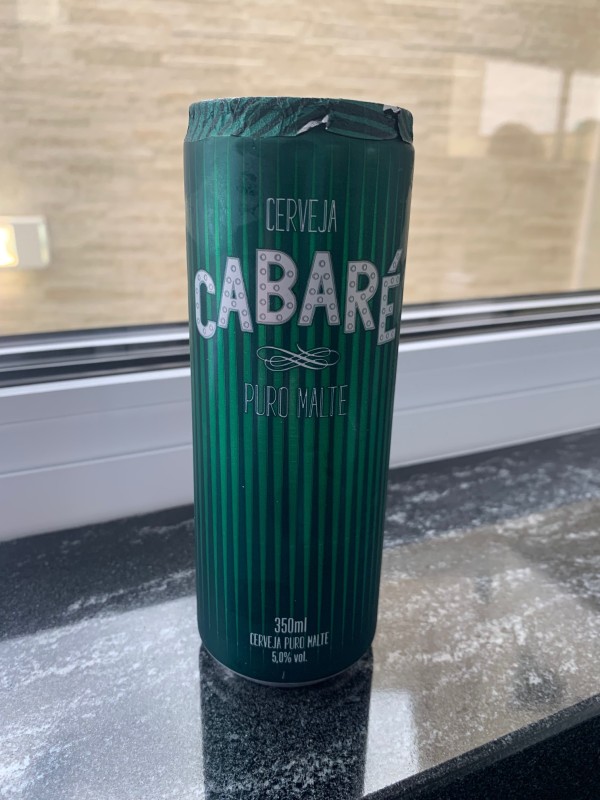 CERVEJA
CABARÉ
PURO MALTE
350ml
CERVEJA PURO MALTE
5,0% vol.